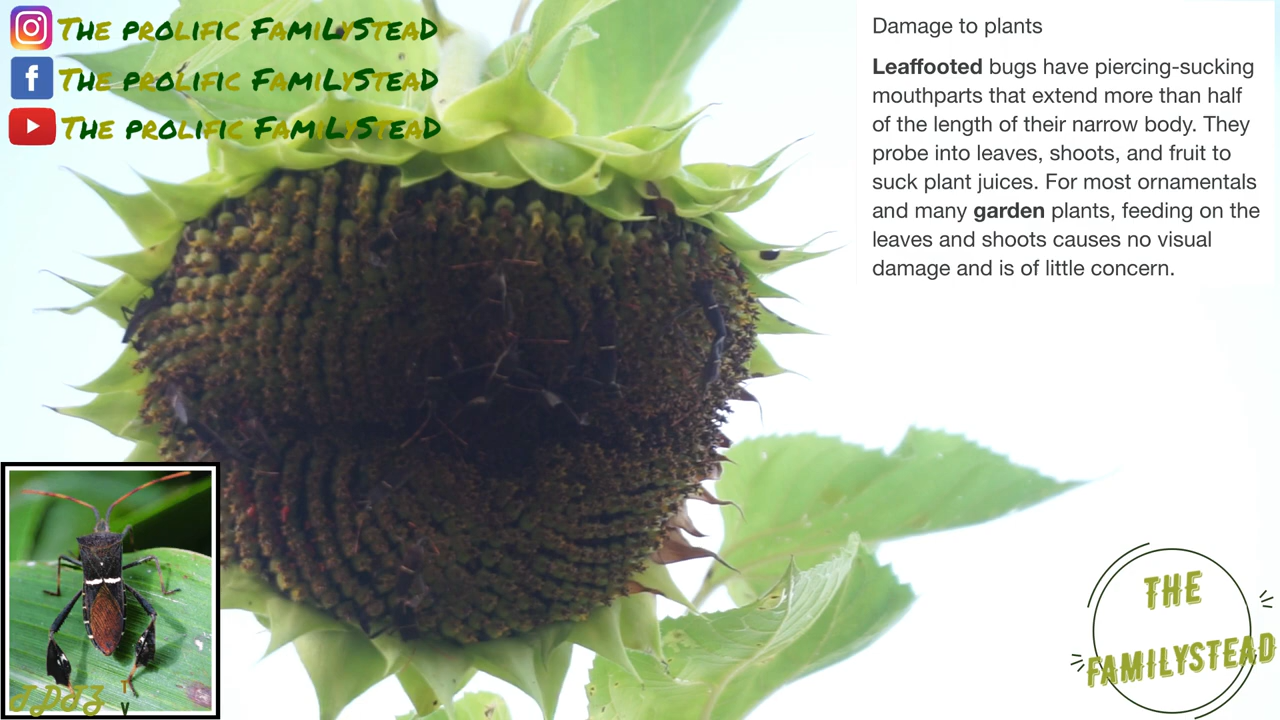 The prolific FamiLySteaD
The prolific FamiLySteaD
The prolific FamiLySteaD
Damage to plants
Leaffooted bugs have piercing-sucking
mouthparts that extend more than half
of the length of their narrow body. They
probe into leaves, shoots, and fruit to
suck plant juices. For most ornamentals
and many garden plants, feeding on the
leaves and shoots causes no visual
damage and is of little concern.
THE
FAMILYSTEAD